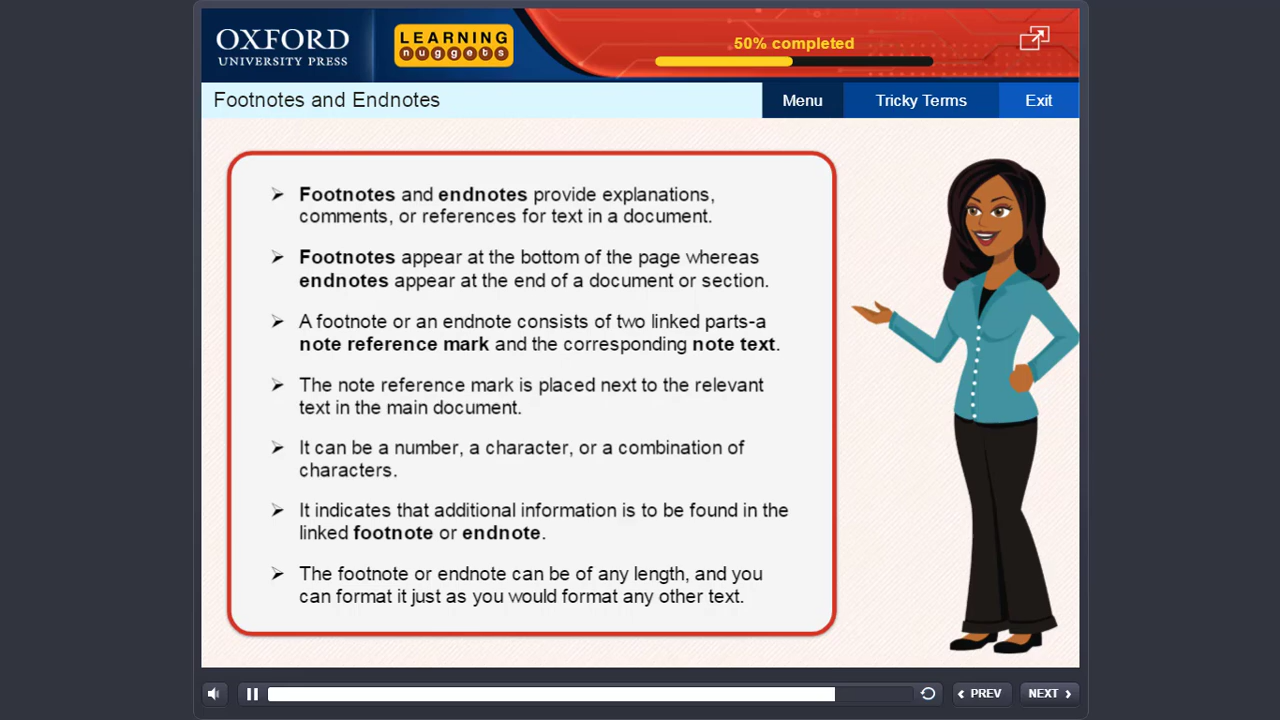 OXFORD
UNIVERSITY PRESS
LEARNING
nuggets
50% completed
Footnotes and Endnotes
Menu
Tricky Terms
Exit
➢ Footnotes and endnotes provide explanations,
comments, or references for text in a document.
➢ Footnotes appear at the bottom of the page whereas
endnotes appear at the end of a document or section.
➢ A footnote or an endnote consists of two linked parts-a
note reference mark and the corresponding note text.
➢ The note reference mark is placed next to the relevant
text in the main document.
➢ It can be a number, a character, or a combination of
characters.
➢ It indicates that additional information is to be found in the
linked footnote or endnote.
➢ The footnote or endnote can be of any length, and you
can format it just as you would format any other text.
PREV
NEXT